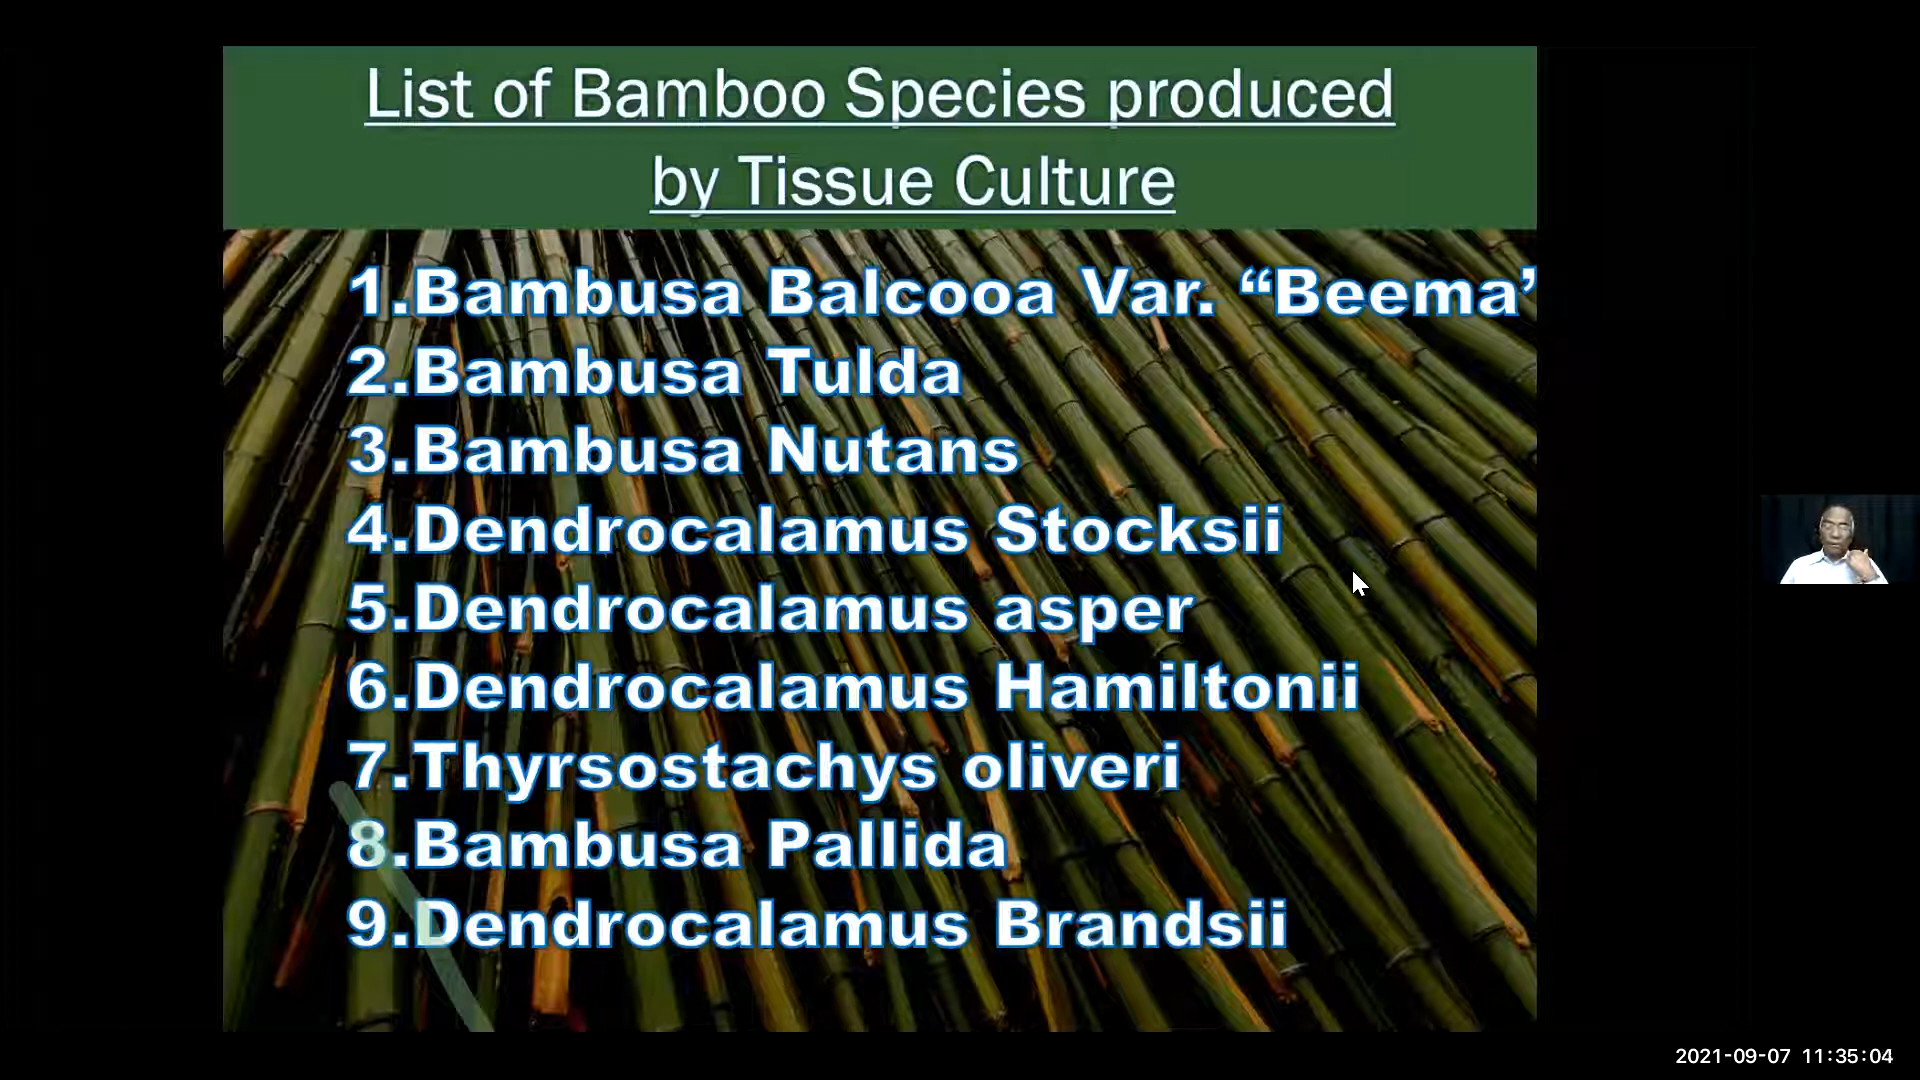 List of Bamboo Species produced
by Tissue Culture
1.Bambusa Balcooa Var. “Beema’
2.Bambusa Tulda
3.Bambusa Nutans
4.Dendrocalamus Stocksii
5.Dendrocalamus asper
6.Dendrocalamus Hamiltonii
7.Thyrsostachys oliveri
8.Bambusa Pallida
9.Dendrocalamus Brandsii
2021-09-07 11:35:04